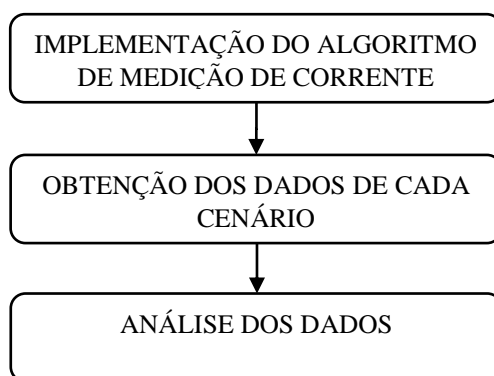 IMPLEMENTAÇÃO DO ALGORITMO
DE MEDIÇÃO DE CORRENTE
OBTENÇÃO DOS DADOS DE CADA
CENÁRIO
ANÁLISE DOS DADOS